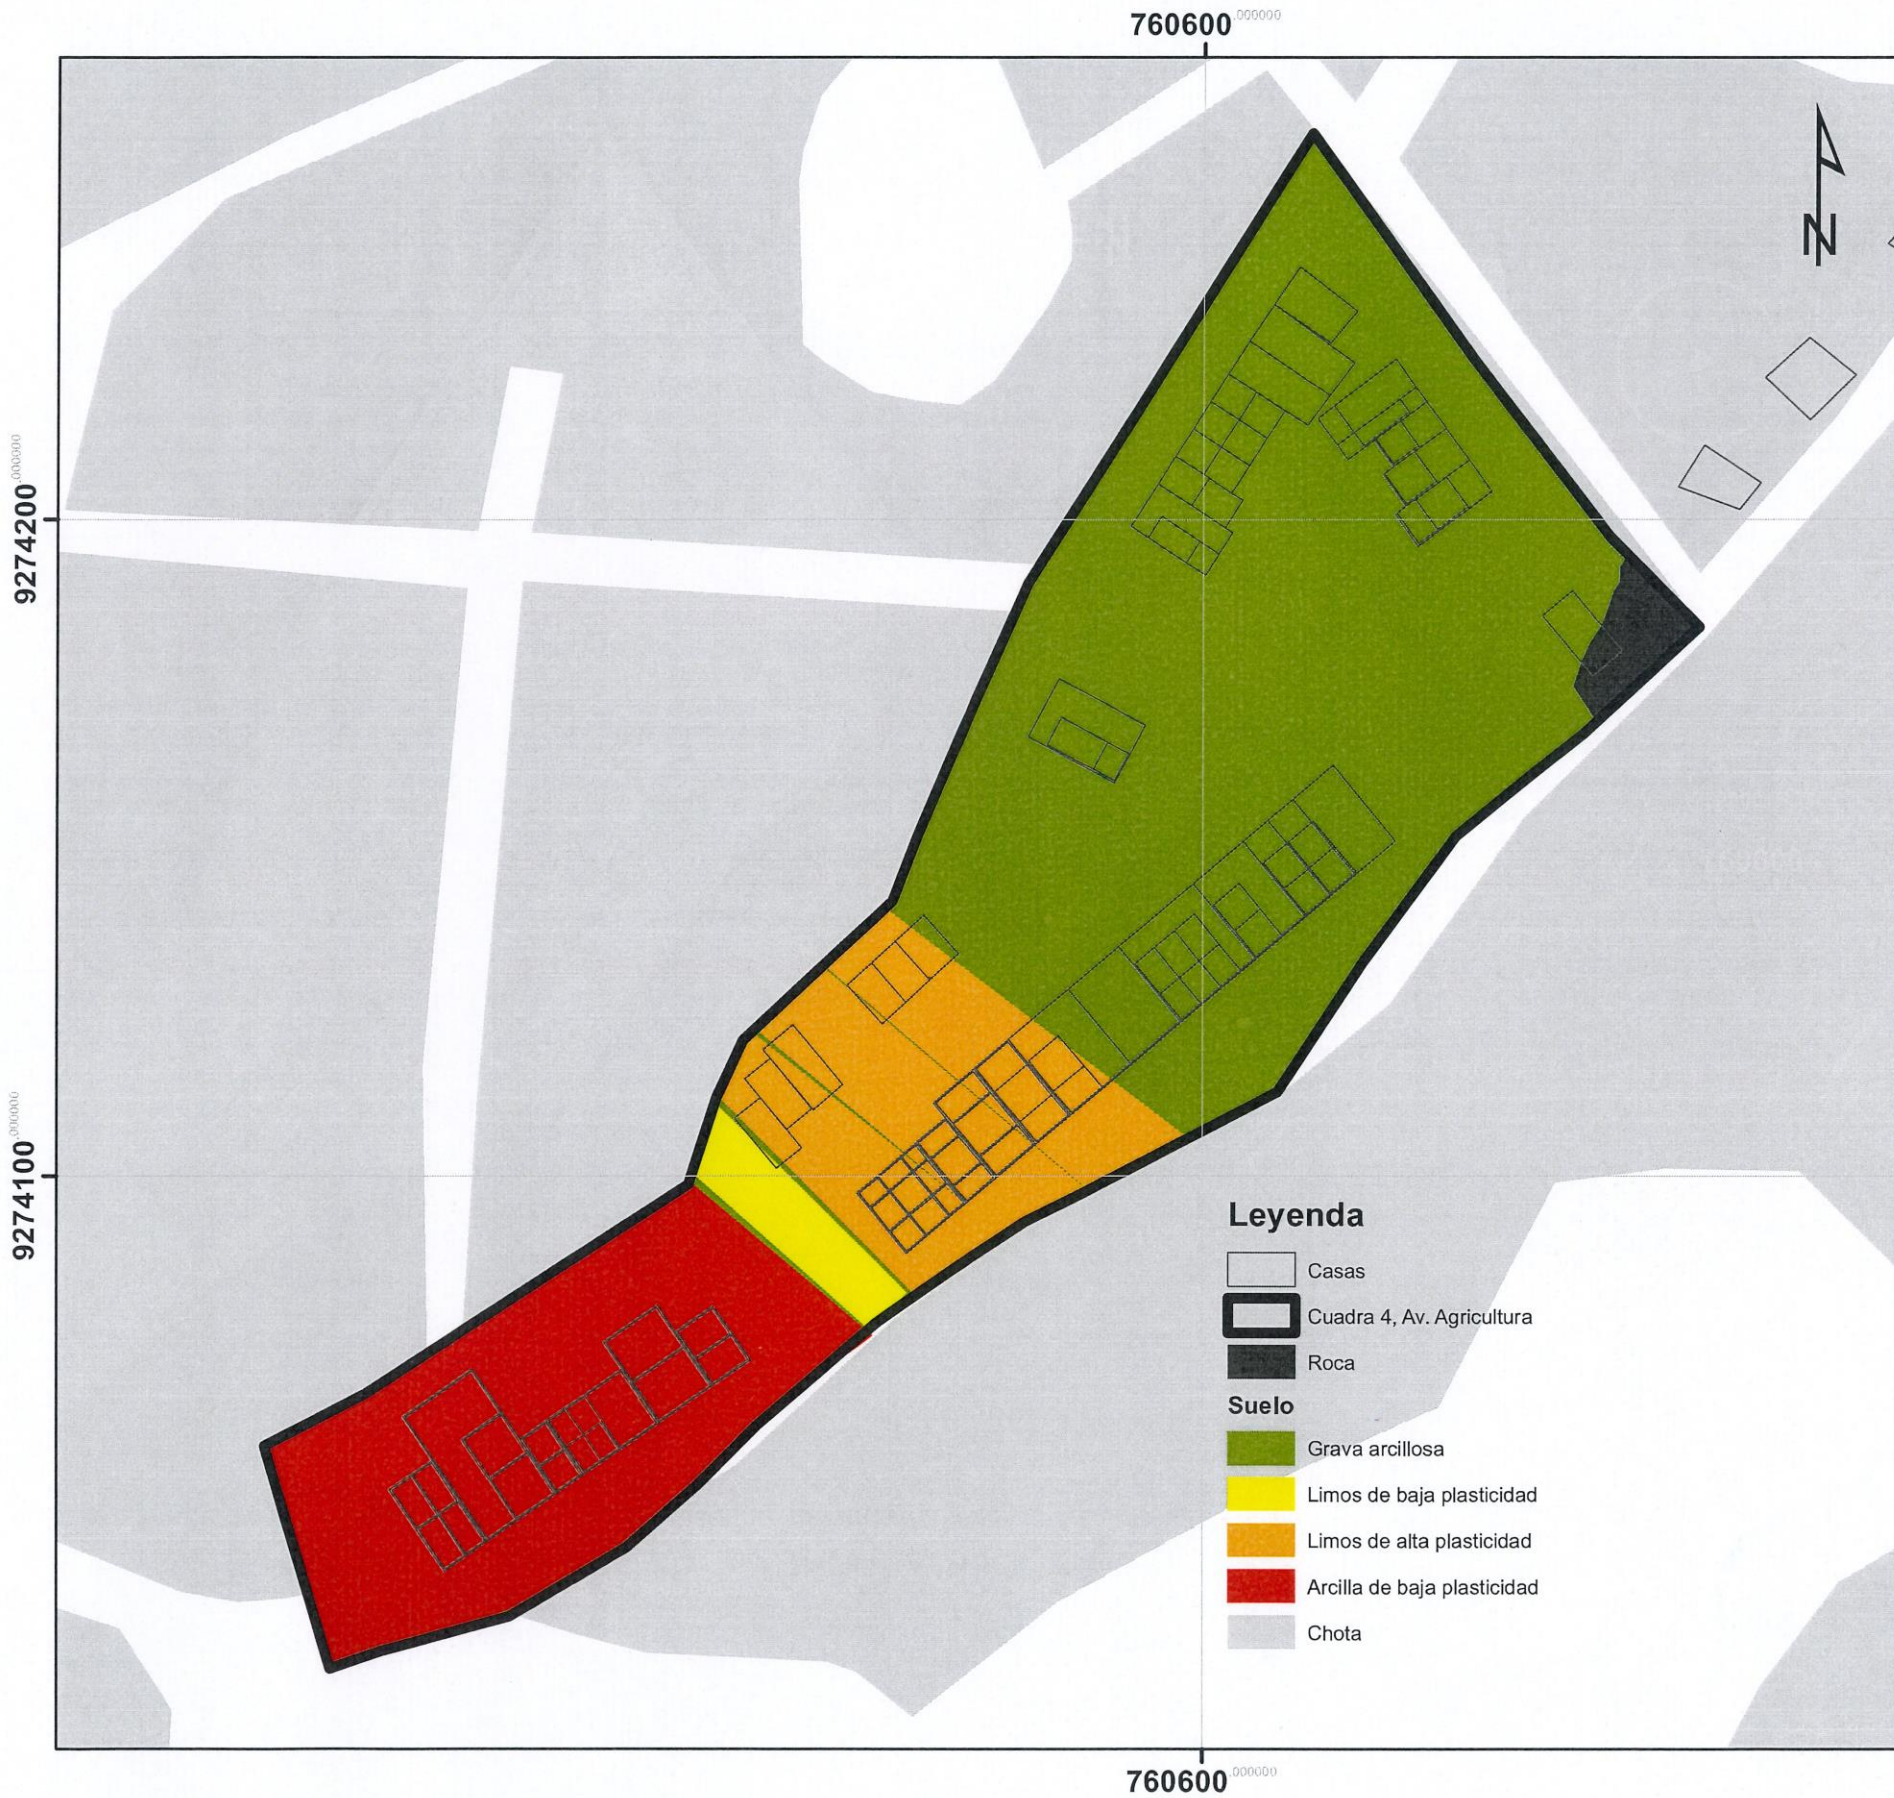 760600.000000
N
9274200.000000
9274100.000000
Leyenda
Casas
Cuadra 4, Av. Agricultura
Roca
Suelo
Grava arcillosa
Limos de baja plasticidad
Limos de alta plasticidad
Arcilla de baja plasticidad
Chota
760600.000000